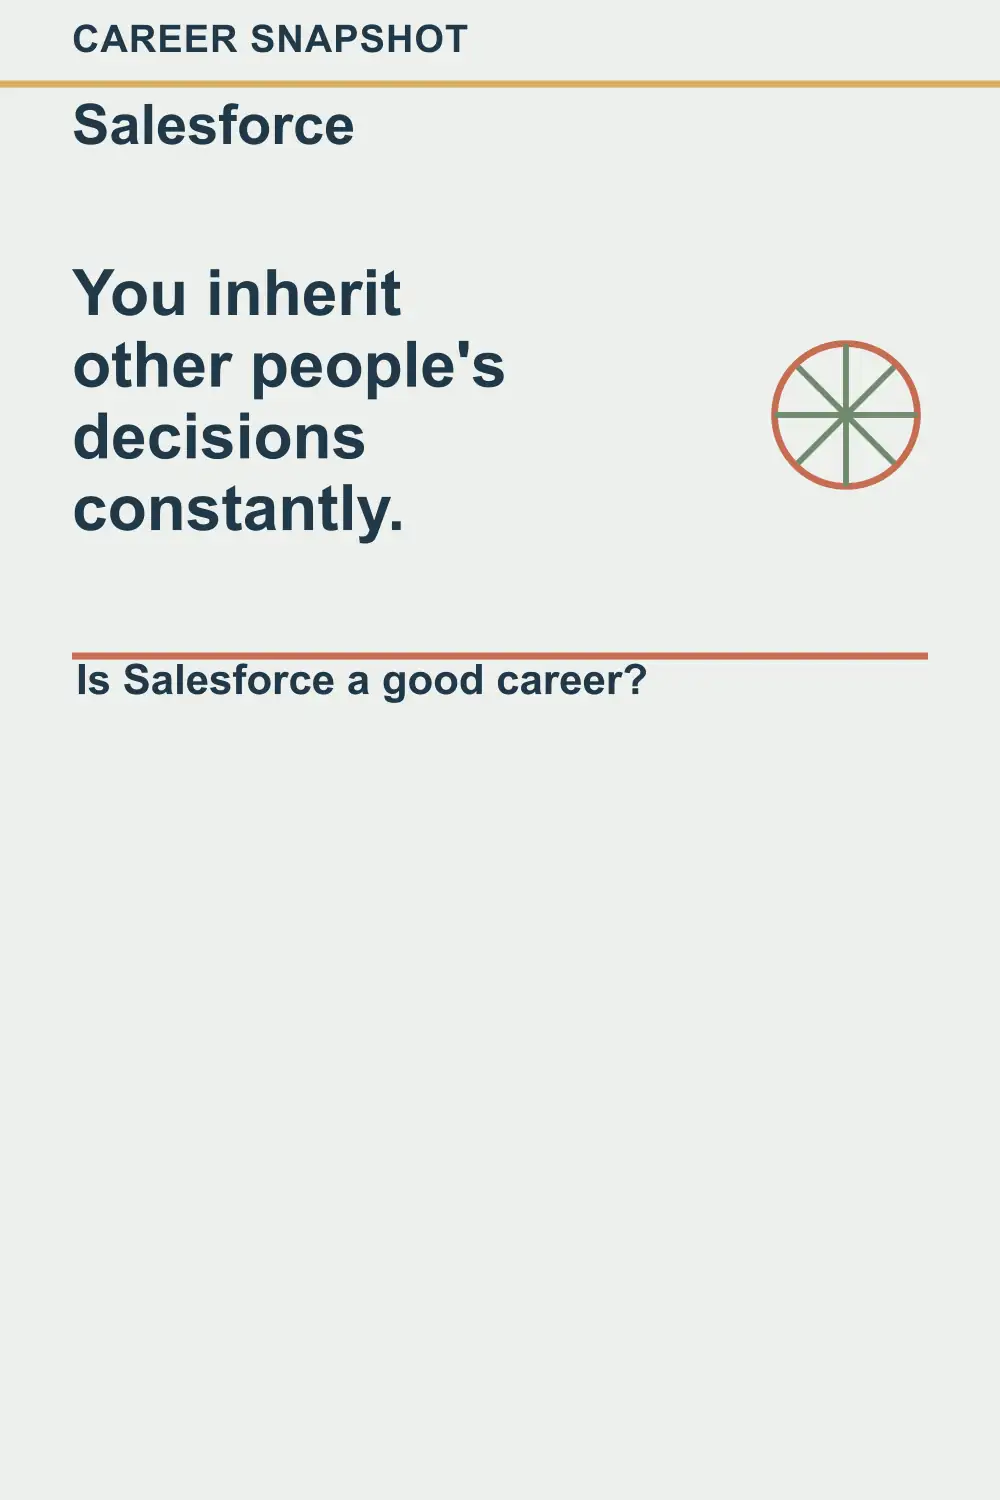 CAREER SNAPSHOT
Salesforce
You inherit
other people's
decisions
constantly.
Is Salesforce a good career?